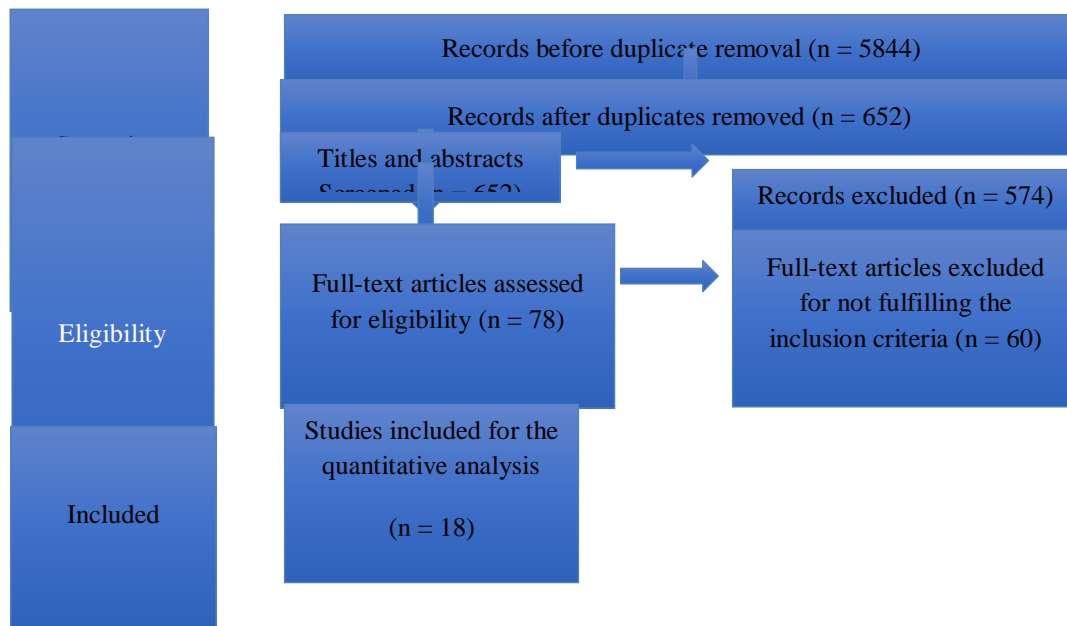 Records before duplicate removal (n = 5844)
Records after duplicates removed (n = 652)
Titles and abstracts
Screened (n = 652)
Records excluded (n = 574)
Full-text articles assessed
for eligibility (n = 78)
Full-text articles excluded
for not fulfilling the
inclusion criteria (n = 60)
Eligibility
Studies included for the
quantitative analysis
(n = 18)
Included